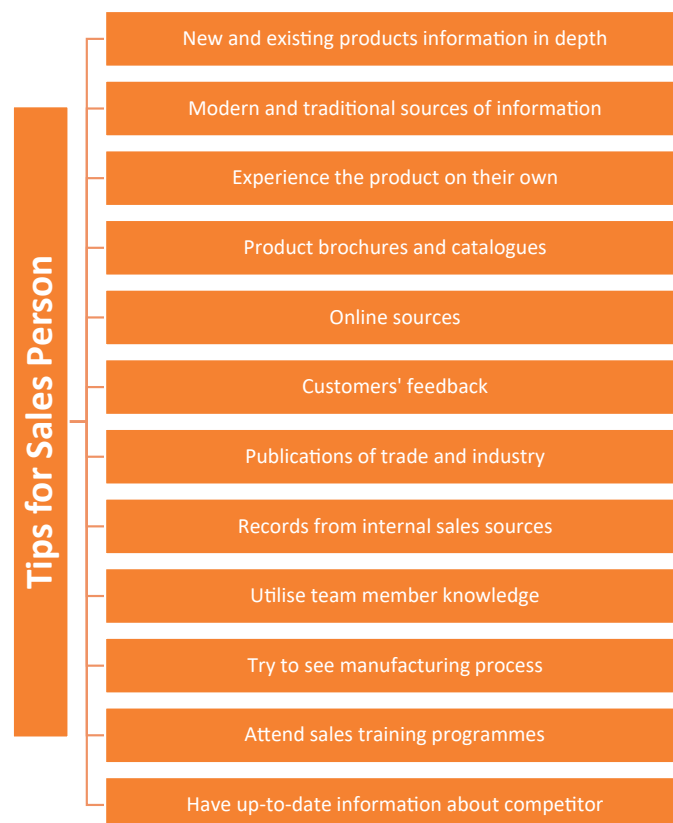 Tips for Sales Person
New and existing products information in depth
Modern and traditional sources of information
Experience the product on their own
Product brochures and catalogues
Online sources
Customers' feedback
Publications of trade and industry
Records from internal sales sources
Utilise team member knowledge
Try to see manufacturing process
Attend sales training programmes
Have up-to-date information about competitor